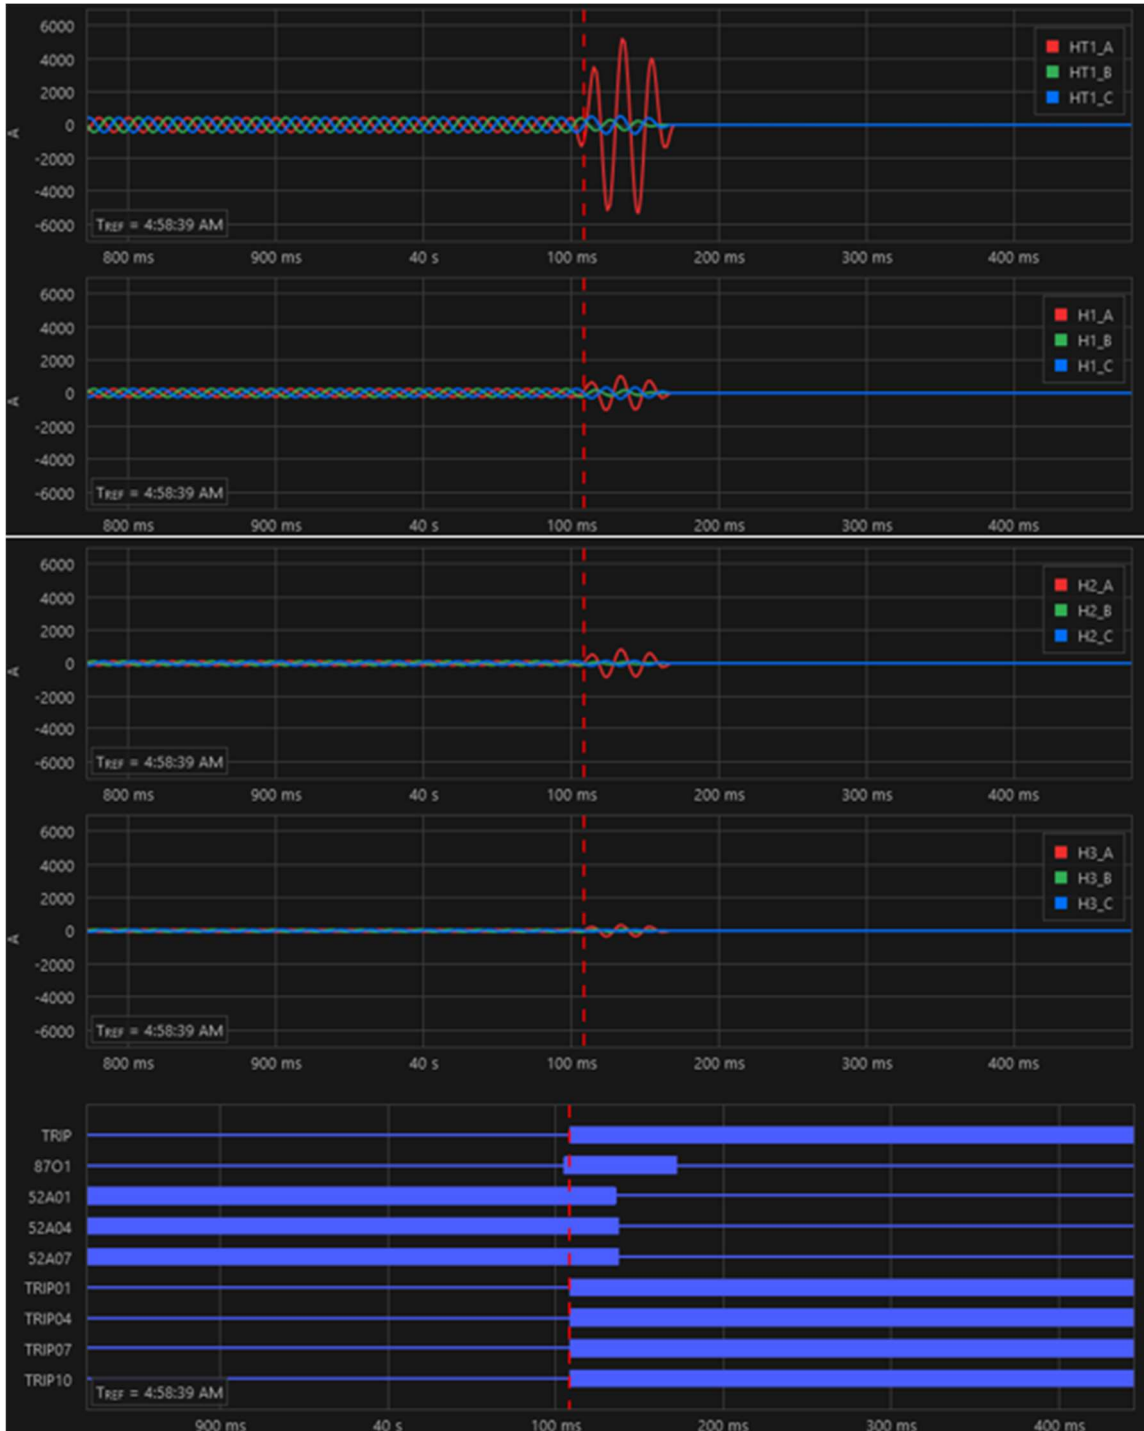 6000
4000
2000
0
-2000
-4000
-6000
A
HT1_A
HT1_B
HT1_C
TREF = 4:58:39 AM
800 ms 900 ms 40 s 100 ms 200 ms 300 ms 400 ms
6000
4000
2000
0
-2000
-4000
-6000
A
H1_A
H1_B
H1_C
TREF = 4:58:39 AM
800 ms 900 ms 40 s 100 ms 200 ms 300 ms 400 ms
6000
4000
2000
0
-2000
-4000
-6000
A
H2_A
H2_B
H2_C
TREF = 4:58:39 AM
800 ms 900 ms 40 s 100 ms 200 ms 300 ms 400 ms
6000
4000
2000
0
-2000
-4000
-6000
A
H3_A
H3_B
H3_C
TREF = 4:58:39 AM
800 ms 900 ms 40 s 100 ms 200 ms 300 ms 400 ms
TRIP
87O1
52A01
52A04
52A07
TRIP01
TRIP04
TRIP07
TRIP10
TREF = 4:58:39 AM
900 ms 40 s 100 ms 200 ms 300 ms 400 ms